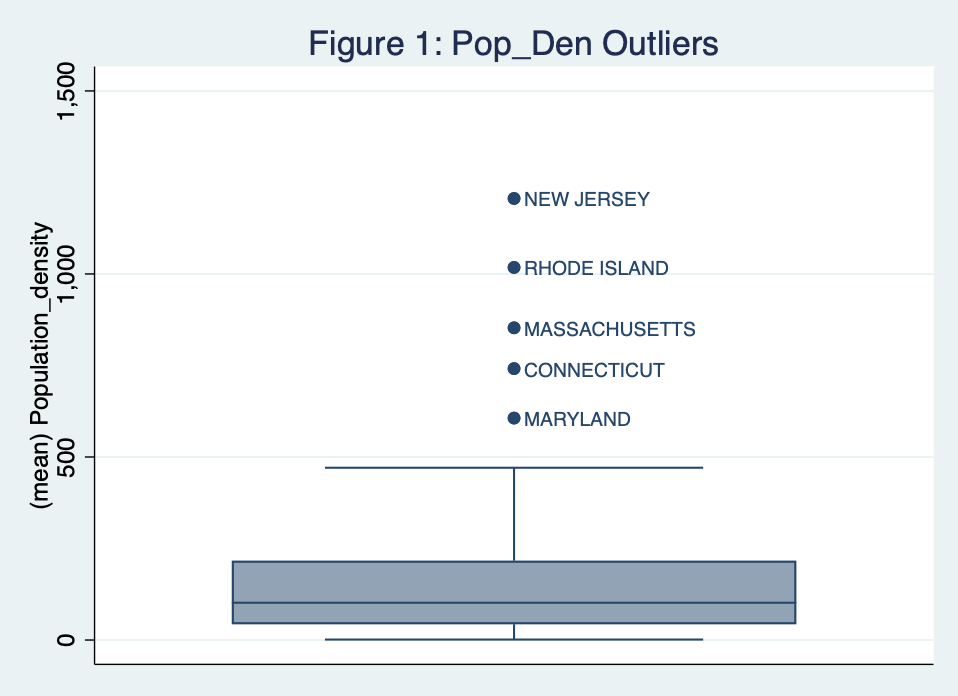 Figure 1: Pop_Den Outliers
(mean) Population_density
1,500
1,000
500
0
NEW JERSEY
RHODE ISLAND
MASSACHUSETTS
CONNECTICUT
MARYLAND